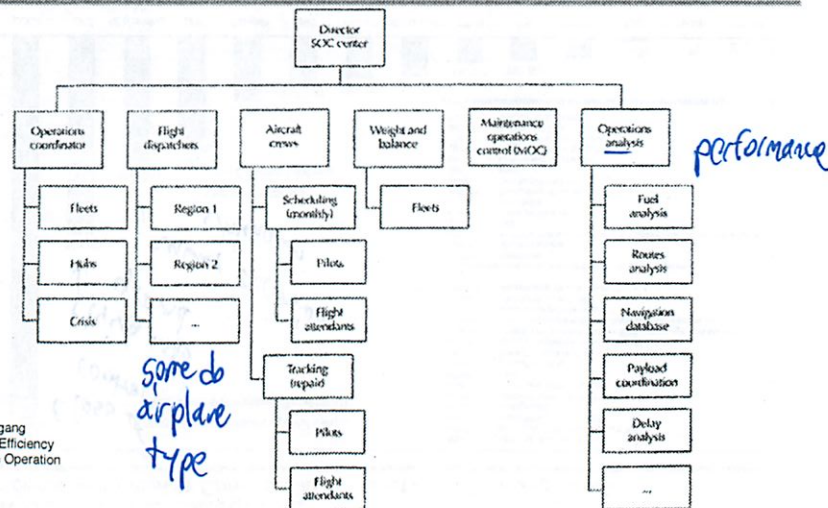 Director
SOC center
Operations
coordinator
Flight
dispatchers
Aircraft
crews
Weight and
balance
Maintenance
operations
control (MOC)
Operations
analysis
performance
Fleets
Hubs
Crisis
Region 1
Region 2
...
some do
airplane
type
Scheduling
(monthly)
Pilots
Flight
attendants
Tracking
(repaid)
Pilots
Flight
attendants
Fleets
Fuel
analysis
Routes
analysis
Navigation
database
Payload
coordination
Delay
analysis
...
gang
Efficiency
Operation